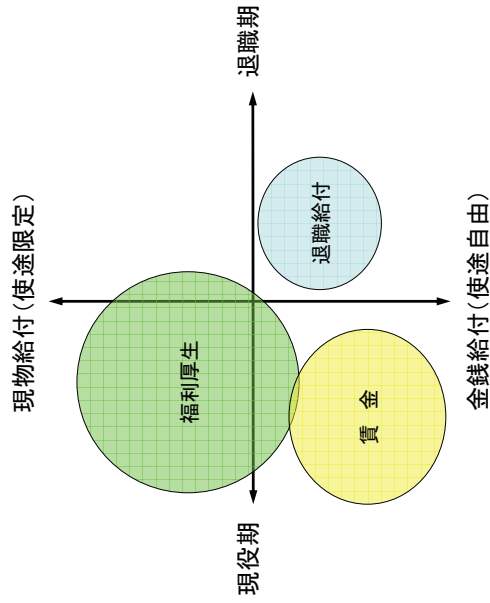 現物給付（使途限定）
福利厚生
現役期
退職期
賃　金
退職給付
金銭給付（使途自由）